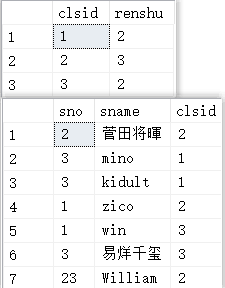 clsid renshu
1 1 2
2 2 3
3 3 2
sno sname clsid
1 2 菅田将暉 2
2 3 mino 1
3 3 kidult 1
4 1 zico 2
5 1 win 3
6 3 易烊千玺 3
7 23 William 2